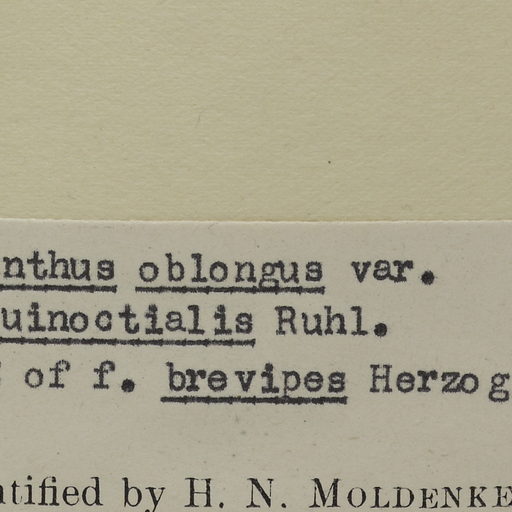 nthus oblongus var.
uinoctialis Ruhl.
of f. brevipes Herzog
ntified by H. N. MOLDENKE